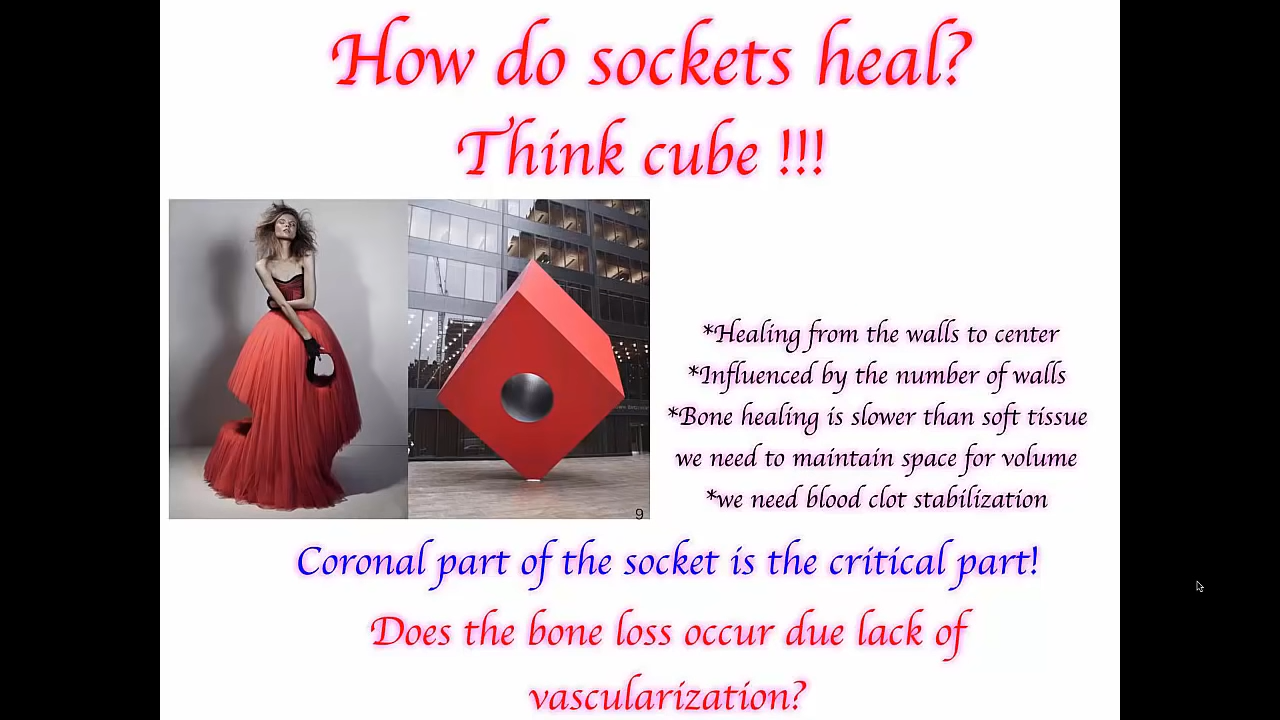 How do sockets heal?
Think cube !!!
9
*Healing from the walls to center
*Influenced by the number of walls
*Bone healing is slower than soft tissue
we need to maintain space for volume
*we need blood clot stabilization
Coronal part of the socket is the critical part!
Does the bone loss occur due lack of
vascularization?